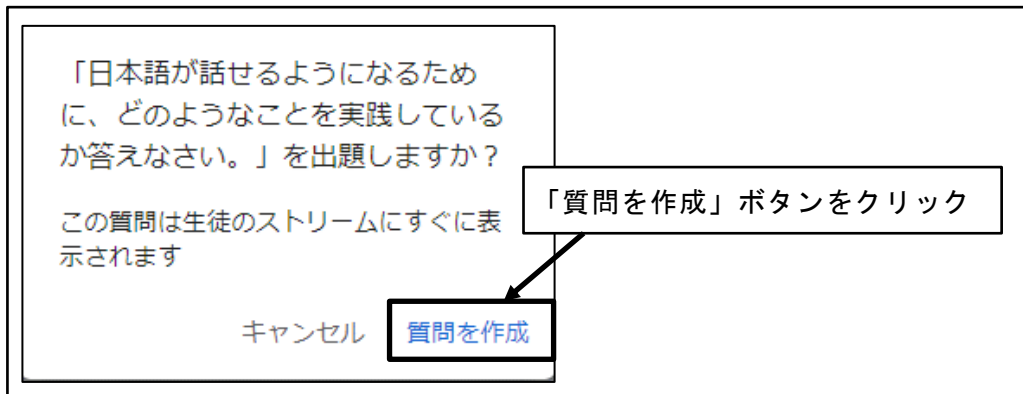 「日本語が話せるようになるため
に、どのようなことを実践している
か答えなさい。」を出題しますか？
「質問を作成」ボタンをクリック
この質問は生徒のストリームにすぐに表
示されます
キャンセル 質問を作成